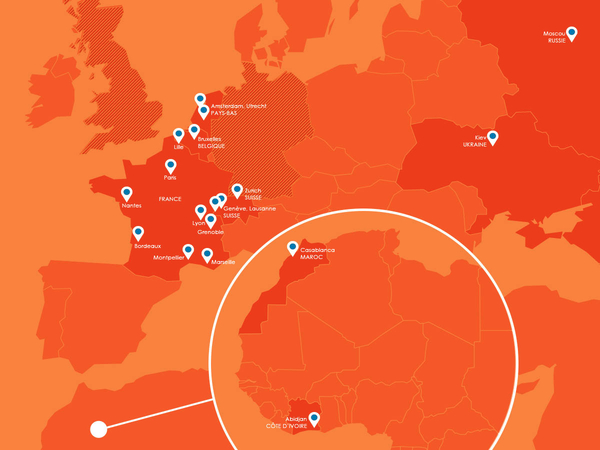 Moscou
RUSSIE
Amsterdam, Utrecht
PAYS-BAS
Kiev
UKRAINE
Bruxelles
BELGIQUE
Lille
Paris
Zurich
SUISSE
FRANCE
Nantes
Genève, Lausanne
SUISSE
Lyon
Grenoble
Bordeaux
Montpellier
Marseille
Casablanca
MAROC
Abidjan
CÔTE D'IVOIRE